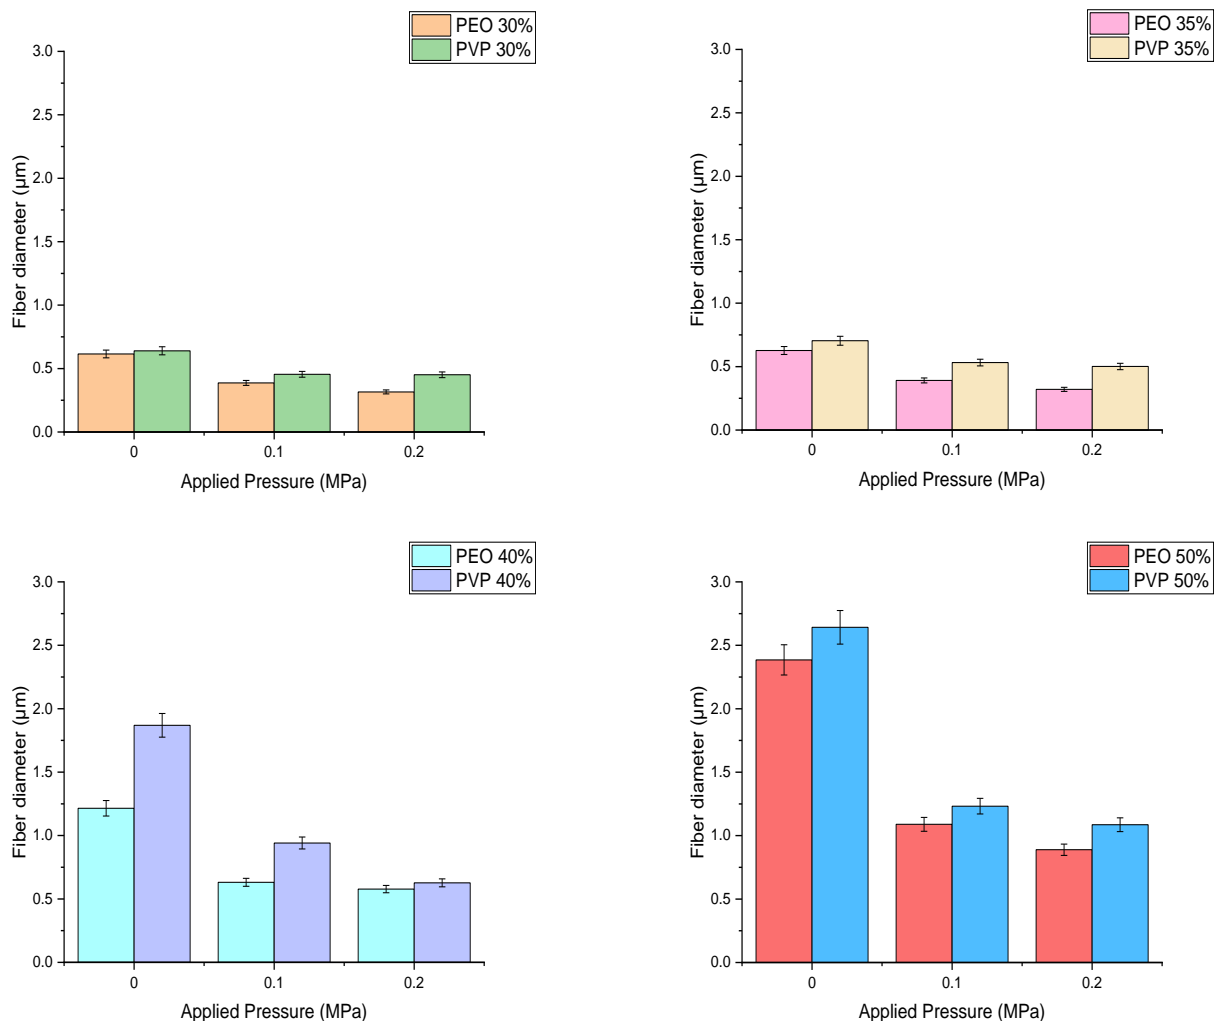 PEO 30%
PVP 30%
3.0
2.5
2.0
1.5
1.0
0.5
0.0
Fiber diameter (μm)
0
0.1
0.2
Applied Pressure (MPa)
PEO 35%
PVP 35%
3.0
2.5
2.0
1.5
1.0
0.5
0.0
Fiber diameter (μm)
0
0.1
0.2
Applied Pressure (MPa)
PEO 40%
PVP 40%
3.0
2.5
2.0
1.5
1.0
0.5
0.0
Fiber diameter (μm)
0
0.1
0.2
Applied Pressure (MPa)
PEO 50%
PVP 50%
3.0
2.5
2.0
1.5
1.0
0.5
0.0
Fiber diameter (μm)
0
0.1
0.2
Applied Pressure (MPa)